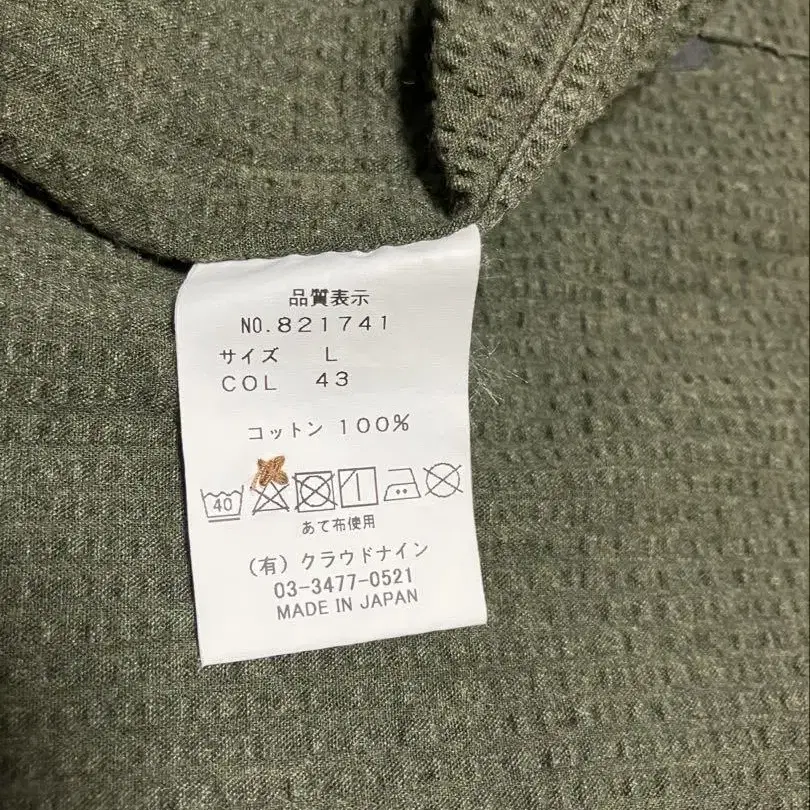 品質表示
NO.821741
サイズ L
COL 43
コットン 100%
40
あて布使用
(有)クラウドナイン
03-3477-0521
MADE IN JAPAN